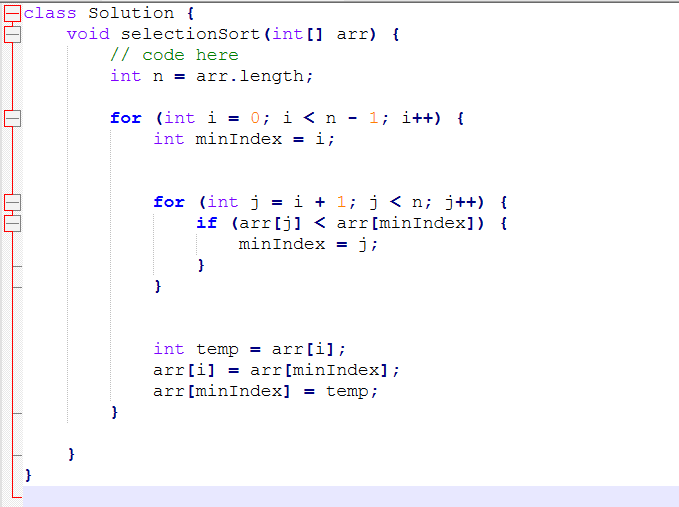 class Solution {
    void selectionSort(int[] arr) {
        // code here
        int n = arr.length;
        for (int i = 0; i < n - 1; i++) {
            int minIndex = i;
            for (int j = i + 1; j < n; j++) {
                if (arr[j] < arr[minIndex]) {
                    minIndex = j;
                }
            }
            int temp = arr[i];
            arr[i] = arr[minIndex];
            arr[minIndex] = temp;
        }
    }
}